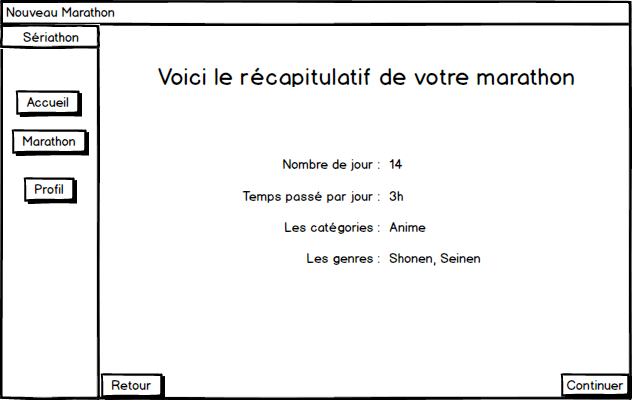 Nouveau Marathon
Sériathon
Accueil
Marathon
Profil
Voici le récapitulatif de votre marathon
Nombre de jour : 14
Temps passé par jour : 3h
Les catégories : Anime
Les genres : Shonen, Seinen
Retour
Continuer